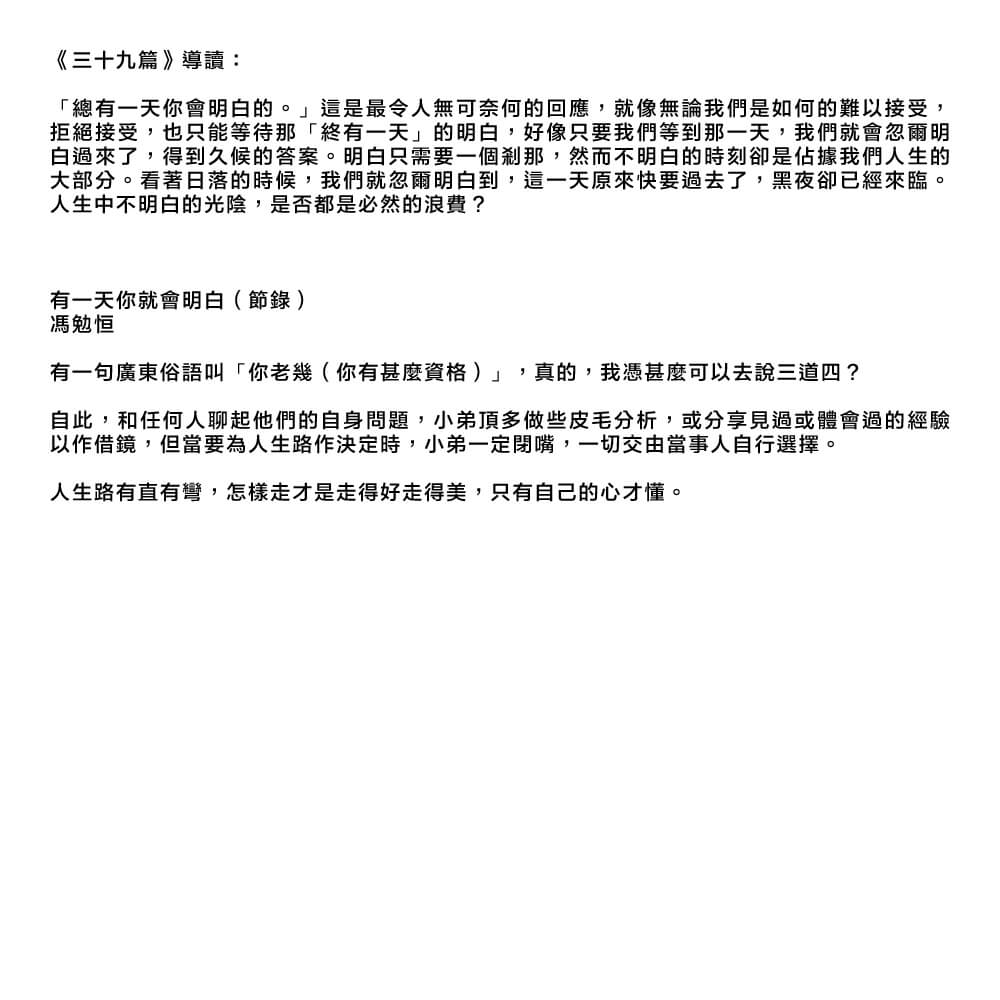 《三十九篇》導讀：
「總有一天你會明白的。」這是最令人無可奈何的回應，就像無論我們是如何的難以接受，
拒絕接受，也只能等待那「終有一天」的明白，好像只要我們等到那一天，我們就會忽爾明
白過來了，得到久候的答案。明白只需要一個剎那，然而不明白的時刻卻是佔據我們人生的
大部分。看著日落的時候，我們就忽爾明白到，這一天原來快要過去了，黑夜卻已經來臨。
人生中不明白的光陰，是否都是必然的浪費？
有一天你就會明白（節錄）
馮勉恒
有一句廣東俗語叫「你老幾（你有甚麼資格）」，真的，我憑甚麼可以去說三道四？
自此，和任何人聊起他們的自身問題，小弟頂多做些皮毛分析，或分享見過或體會過的經驗
以作借鏡，但當要為人生路作決定時，小弟一定閉嘴，一切交由當事人自行選擇。
人生路有直有彎，怎樣走才是走得好走得美，只有自己的心才懂。